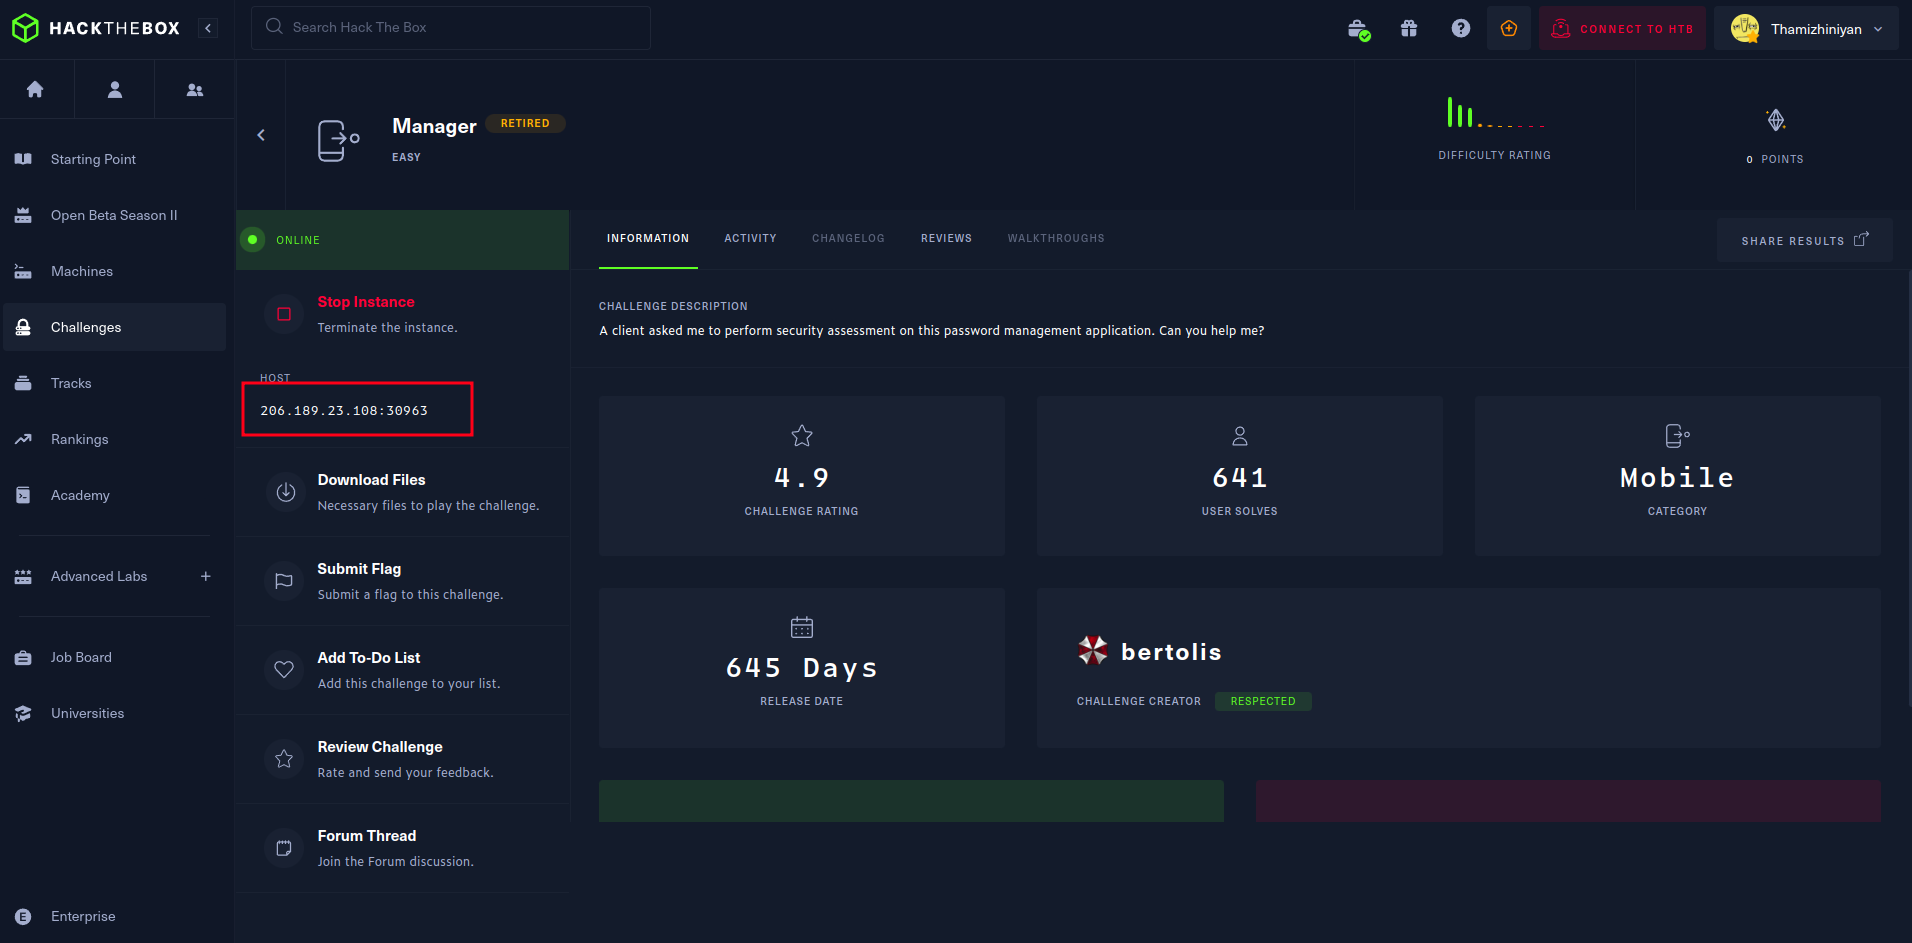 HACKTHEBOX
Search Hack The Box
CONNECT TO HTB
Thamizhiniyan
Starting Point
Open Beta Season II
Machines
Challenges
Tracks
Rankings
Academy
Advanced Labs
Job Board
Universities
E Enterprise
Manager RETIRED
EASY
DIFFICULTY RATING
0 POINTS
ONLINE
Stop Instance
Terminate the instance.
HOST
206.189.23.108:30963
Download Files
Necessary files to play the challenge.
Submit Flag
Submit a flag to this challenge.
Add To-Do List
Add this challenge to your list.
Review Challenge
Rate and send your feedback.
Forum Thread
Join the Forum discussion.
INFORMATION ACTIVITY CHANGELOG REVIEWS WALKTHROUGHS
SHARE RESULTS
CHALLENGE DESCRIPTION
A client asked me to perform security assessment on this password management application. Can you help me?
4.9
CHALLENGE RATING
641
USER SOLVES
Mobile
CATEGORY
645 Days
RELEASE DATE
bertolis
CHALLENGE CREATOR RESPECTED